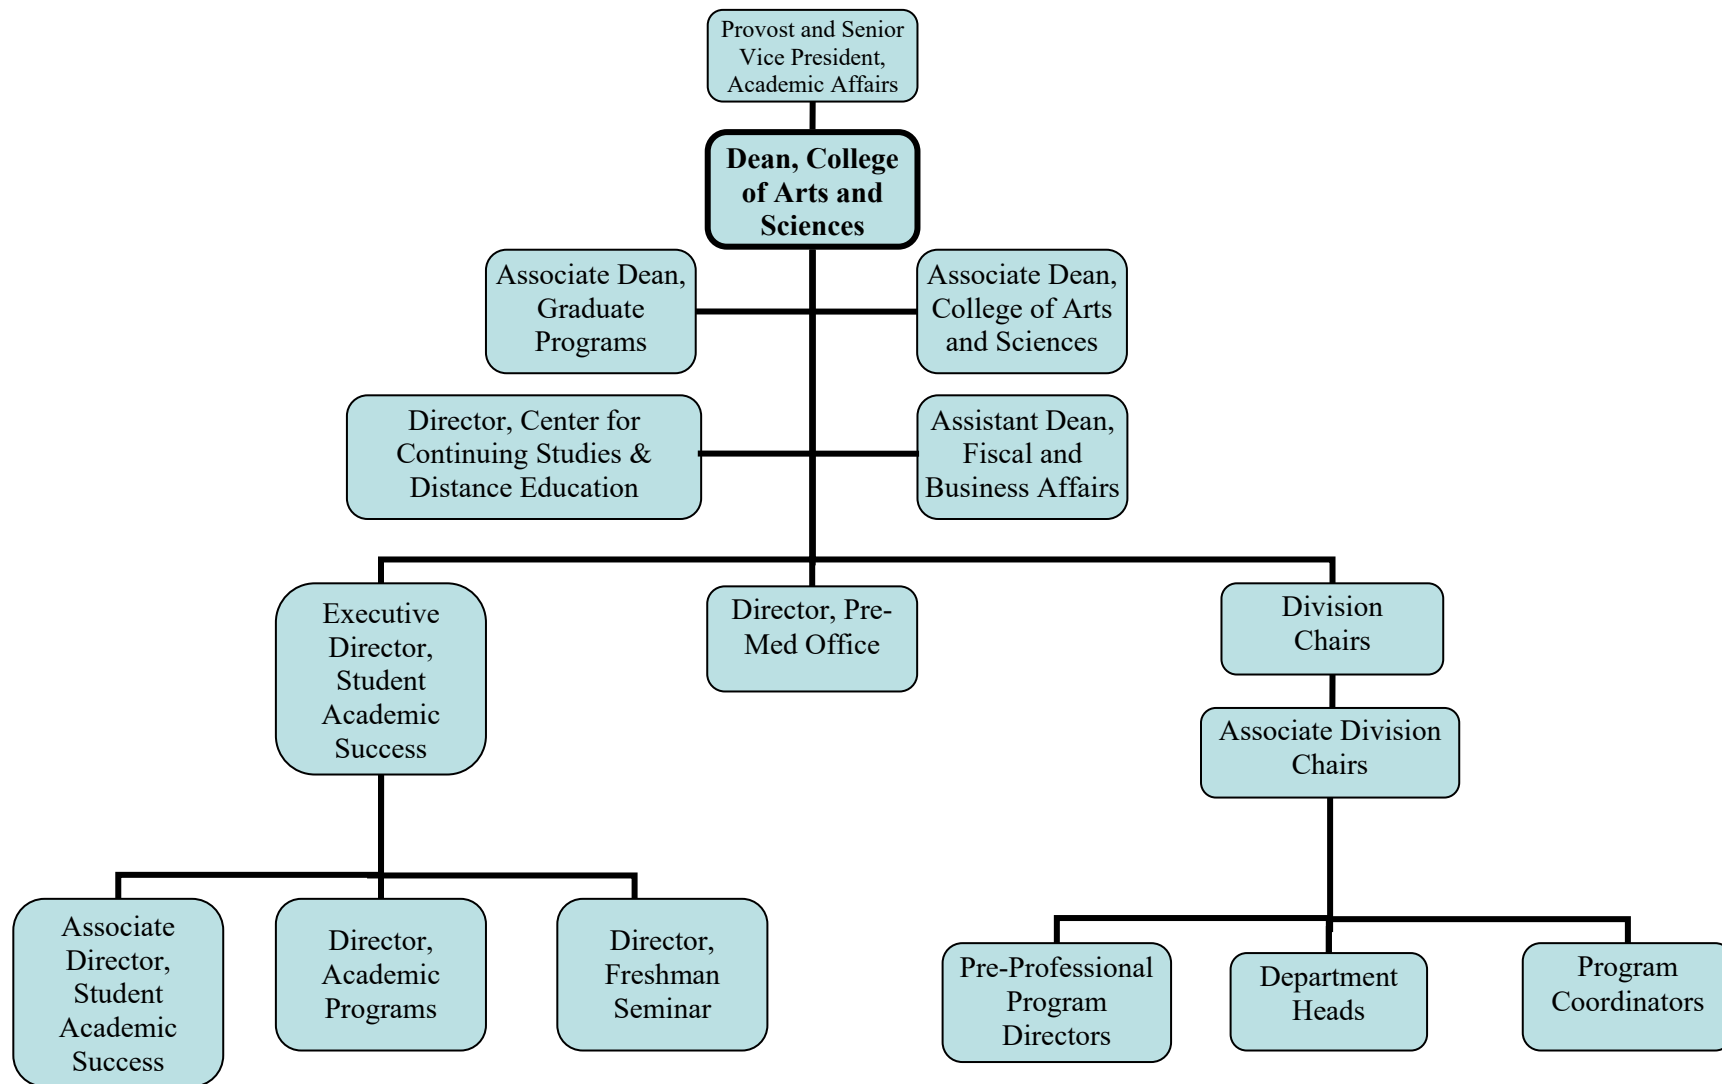 Provost and Senior
Vice President,
Academic Affairs
Dean, College
of Arts and
Sciences
Associate Dean,
Graduate
Programs
Associate Dean,
College of Arts
and Sciences
Director, Center for
Continuing Studies &
Distance Education
Assistant Dean,
Fiscal and
Business Affairs
Executive
Director,
Student
Academic
Success
Director, Pre-
Med Office
Division
Chairs
Associate Division
Chairs
Associate
Director,
Student
Academic
Success
Director,
Academic
Programs
Director,
Freshman
Seminar
Pre-Professional
Program
Directors
Department
Heads
Program
Coordinators